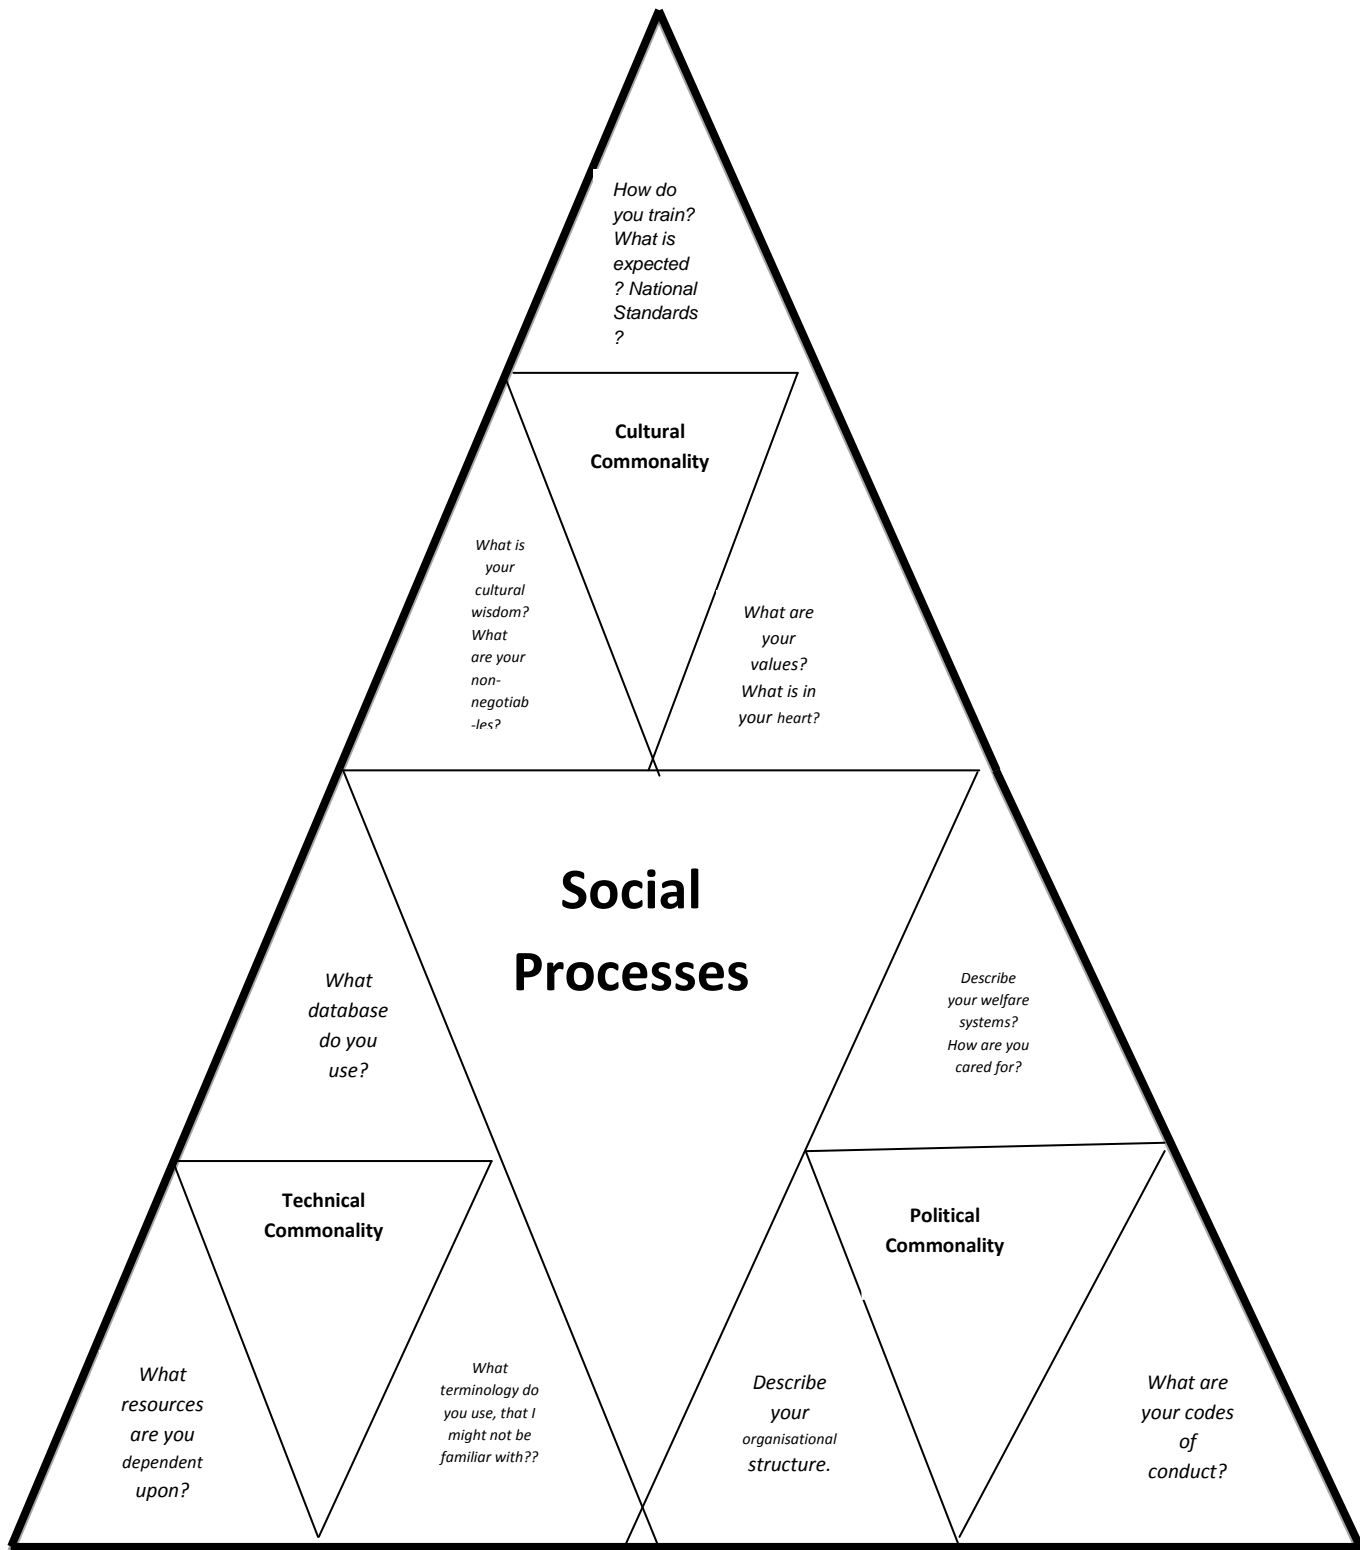 How do
you train?
What is
expected
? National
Standards
?
Cultural
Commonality
What is
your
cultural
wisdom?
What
are your
non-
negotiab
-les?
What are
your
values?
What is in
your heart?
Social
Processes
What
database
do you
use?
Describe
your welfare
systems?
How are you
cared for?
Technical
Commonality
Political
Commonality
What
resources
are you
dependent
upon?
What
terminology do
you use, that I
might not be
familiar with??
Describe
your
organisational
structure.
What are
your codes
of
conduct?